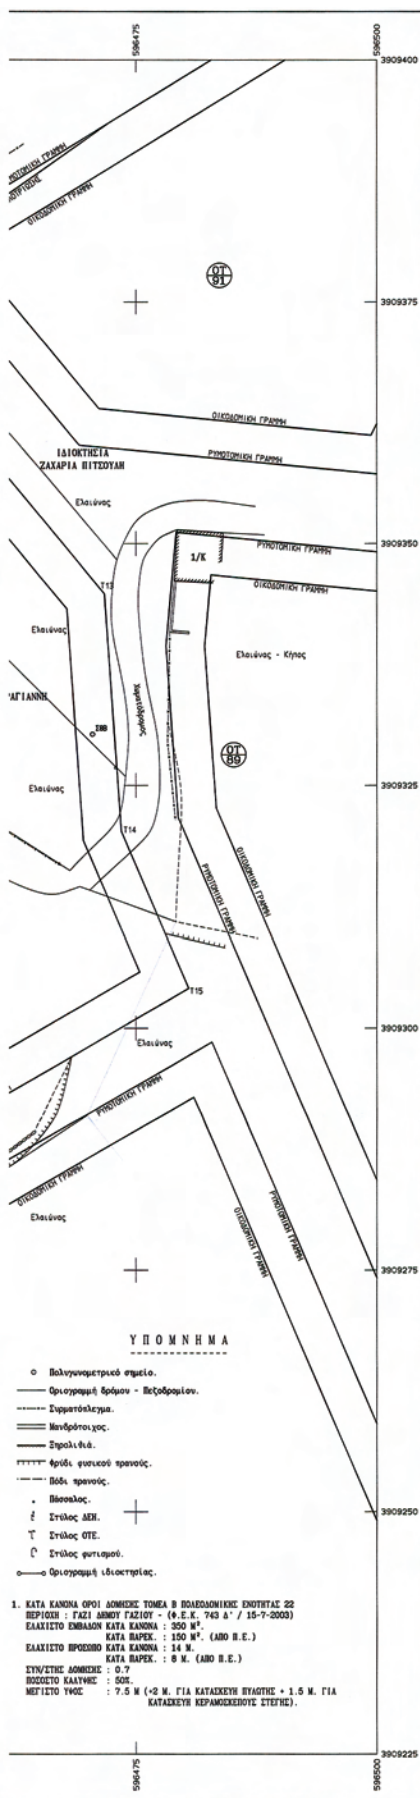 596475
596500
3909400
ΡΥΜΟΤΟΜΙΚΗ ΓΡΑΜΜΗ
ΟΙΚΟΔΟΜΙΚΗ ΓΡΑΜΜΗ
ΟΤ
91
3909375
ΟΙΚΟΔΟΜΙΚΗ ΓΡΑΜΜΗ
ΙΔΙΟΚΤΗΣΙΑ
ΖΑΧΑΡΙΑ ΠΙΤΣΟΥΛΗ
ΡΥΜΟΤΟΜΙΚΗ ΓΡΑΜΜΗ
Ελαιώνας
3909350
1/Κ
ΡΥΜΟΤΟΜΙΚΗ ΓΡΑΜΜΗ
ΟΙΚΟΔΟΜΙΚΗ ΓΡΑΜΜΗ
Τ13
Ελαιώνας
Ελαιώνας - Κήπος
ΑΓΙΑΝΝΗ
Χωματόδρομος
ΟΤ
89
Ελαιώνας
3909325
Τ14
ΡΥΜΟΤΟΜΙΚΗ ΓΡΑΜΜΗ
ΟΙΚΟΔΟΜΙΚΗ ΓΡΑΜΜΗ
Τ15
Ελαιώνας
3909300
ΡΥΜΟΤΟΜΙΚΗ ΓΡΑΜΜΗ
ΟΙΚΟΔΟΜΙΚΗ ΓΡΑΜΜΗ
Ελαιώνας
ΟΙΚΟΔΟΜΙΚΗ ΓΡΑΜΜΗ
ΡΥΜΟΤΟΜΙΚΗ ΓΡΑΜΜΗ
3909275
ΥΠΟΜΝΗΜΑ
Πολυγωνομετρικό σημείο.
Οριογραμμή δρόμου - Πεζοδρομίου.
Συρματόπλεγμα.
Μανδρότοιχος.
Ξηρολιθιά.
Φρύδι φυσικού πρανούς.
Πόδι πρανούς.
Πάσσαλος.
Στύλος ΔΕΗ.
Στύλος ΟΤΕ.
Στύλος φωτισμού.
Οριογραμμή ιδιοκτησίας.
3909250
1. ΚΑΤΑ ΚΑΝΟΝΑ ΟΡΟΙ ΔΟΜΗΣΗΣ ΤΟΜΕΑ Β ΠΟΛΕΟΔΟΜΙΚΗΣ ΕΝΟΤΗΤΑΣ 22
ΠΕΡΙΟΧΗ : ΓΑΖΙ ΔΗΜΟΥ ΓΑΖΙΟΥ - (Φ.Ε.Κ. 743 Δ' / 15-7-2003)
ΕΛΑΧΙΣΤΟ ΕΜΒΑΔΟΝ ΚΑΤΑ ΚΑΝΟΝΑ : 350 Μ².
ΚΑΤΑ ΠΑΡΕΚ. : 150 Μ². (ΑΠΟ Π.Ε.)
ΕΛΑΧΙΣΤΟ ΠΡΟΣΩΠΟ ΚΑΤΑ ΚΑΝΟΝΑ : 14 Μ.
ΚΑΤΑ ΠΑΡΕΚ. : 8 Μ. (ΑΠΟ Π.Ε.)
ΣΥΝ/ΣΤΗΣ ΔΟΜΗΣΗΣ : 0.7
ΠΟΣΟΣΤΟ ΚΑΛΥΨΗΣ : 50%.
ΜΕΓΙΣΤΟ ΥΨΟΣ : 7.5 Μ (+2 Μ. ΓΙΑ ΚΑΤΑΣΚΕΥΗ ΠΥΛΩΤΗΣ + 1.5 Μ. ΓΙΑ
ΚΑΤΑΣΚΕΥΗ ΚΕΡΑΜΟΣΚΕΠΟΥΣ ΣΤΕΓΗΣ).
3909225
596475
596500